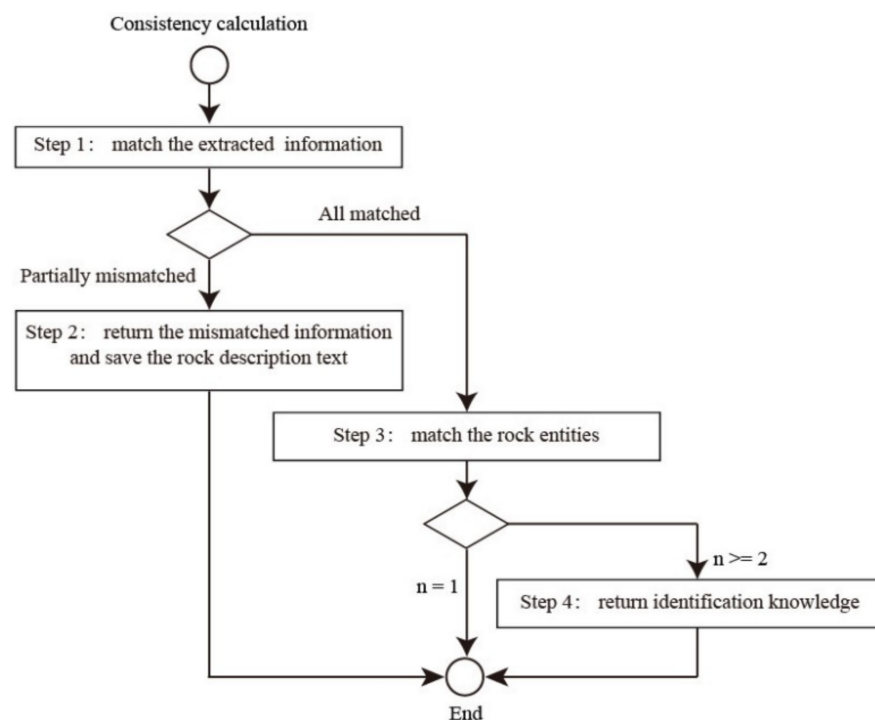 Consistency calculation
Step 1： match the extracted information
All matched
Partially mismatched
Step 2： return the mismatched information
and save the rock description text
Step 3： match the rock entities
n = 1
n >= 2
Step 4： return identification knowledge
End